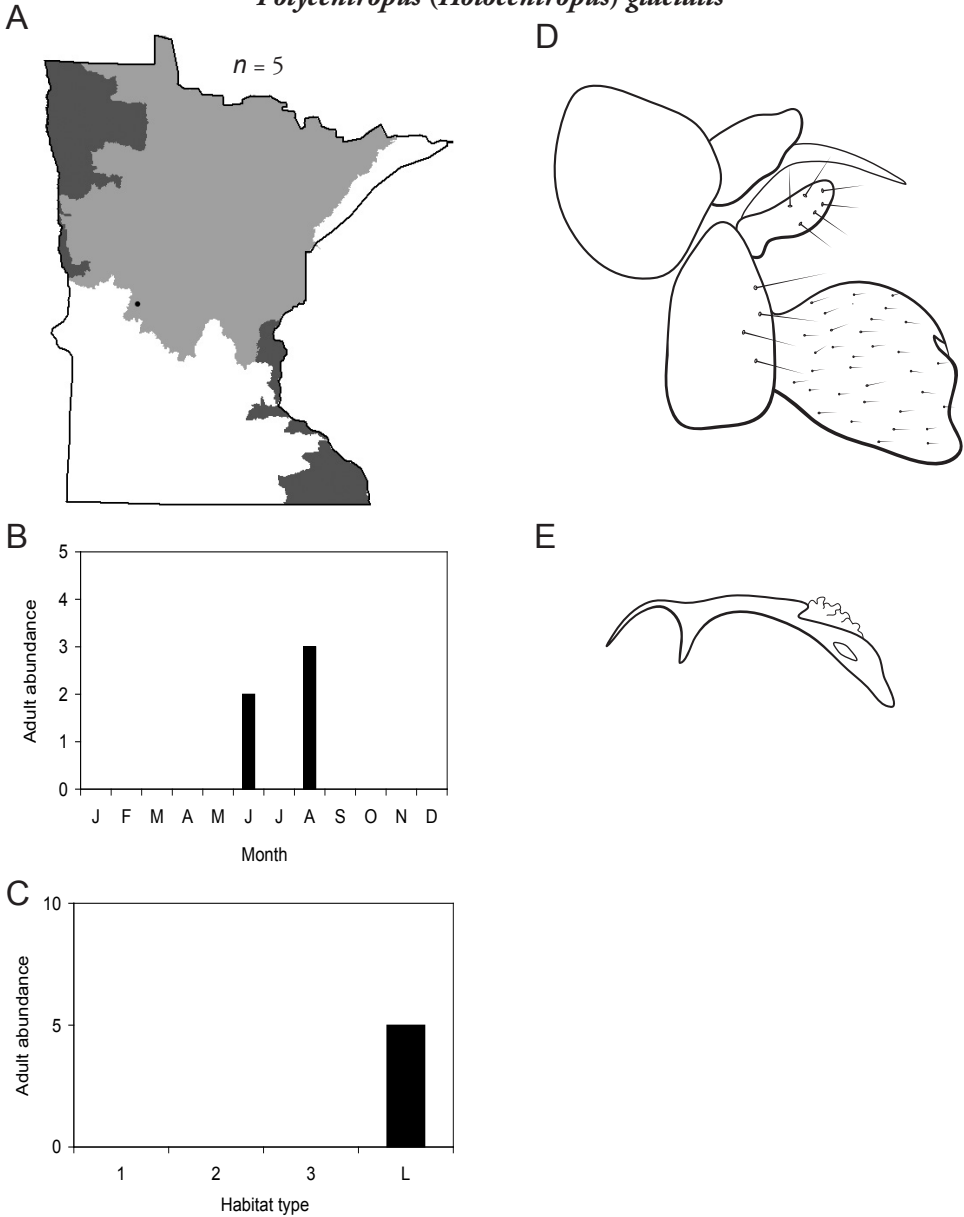 Polycentropus (Holocentropus) glacialis
A
n = 5
D
B
5
4
3
2
1
0
Adult abundance
J F M A M J J A S O N D
Month
E
C
10
5
0
Adult abundance
1 2 3 L
Habitat type